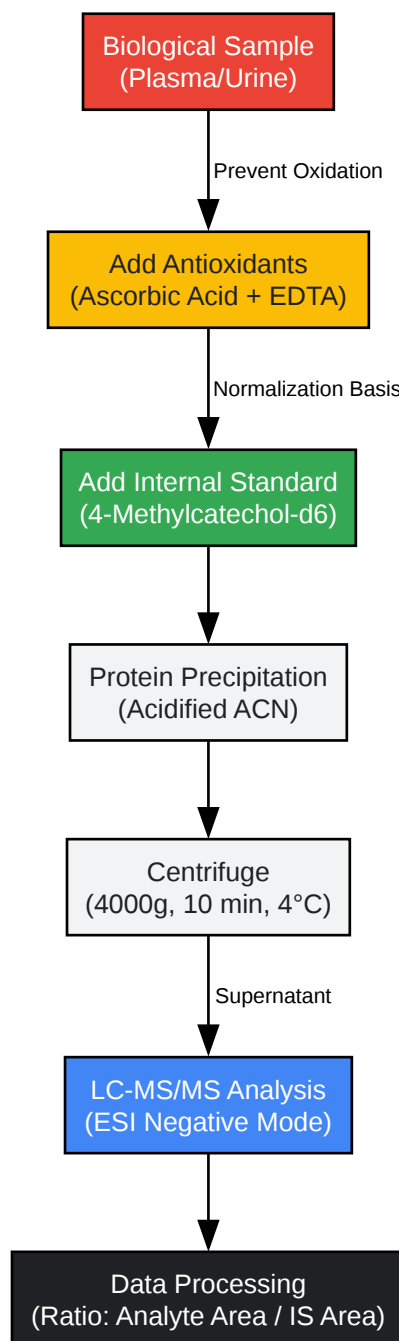 Biological Sample
(Plasma/Urine)
Prevent Oxidation
Add Antioxidants
(Ascorbic Acid + EDTA)
Normalization Basis
Add Internal Standard
(4-Methylcatechol-d6)
Protein Precipitation
(Acidified ACN)
Centrifuge
(4000g, 10 min, 4°C)
Supernatant
LC-MS/MS Analysis
(ESI Negative Mode)
Data Processing
(Ratio: Analyte Area / IS Area)